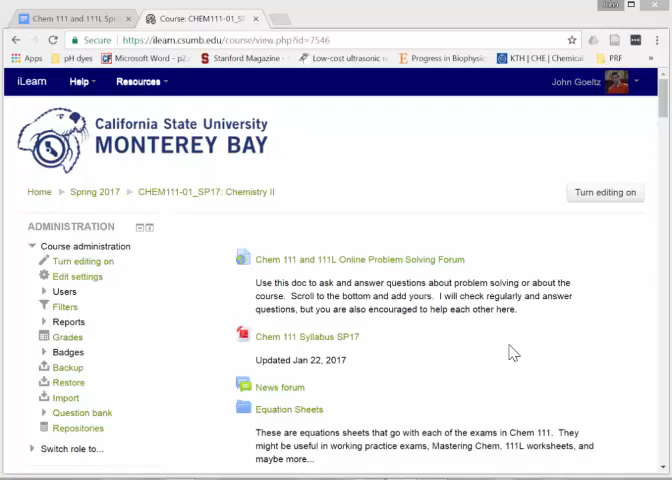 John
Chem 111 and 111L Spri
Course: CHEM111-01_SP
Secure https://ilearn.csumb.edu/course/view.php?id=7546
Apps pH dyes Microsoft Word - p2.c Stanford Magazine - Low-cost ultrasonic ra Progress in Biophysic KTH | CHE | Chemical PRF
iLearn Help Resources John Goeltz
California State University
MONTEREY BAY
Home Spring 2017 CHEM111-01_SP17: Chemistry II Turn editing on
ADMINISTRATION
Course administration
Turn editing on
Edit settings
Users
Filters
Reports
Grades
Badges
Backup
Restore
Import
Question bank
Repositories
Switch role to...
Chem 111 and 111L Online Problem Solving Forum
Use this doc to ask and answer questions about problem solving or about the
course. Scroll to the bottom and add yours. I will check regularly and answer
questions, but you are also encouraged to help each other here.
Chem 111 Syllabus SP17
Updated Jan 22, 2017
News forum
Equation Sheets
These are equations sheets that go with each of the exams in Chem 111. They
might be useful in working practice exams, Mastering Chem, 111L worksheets, and
maybe more...